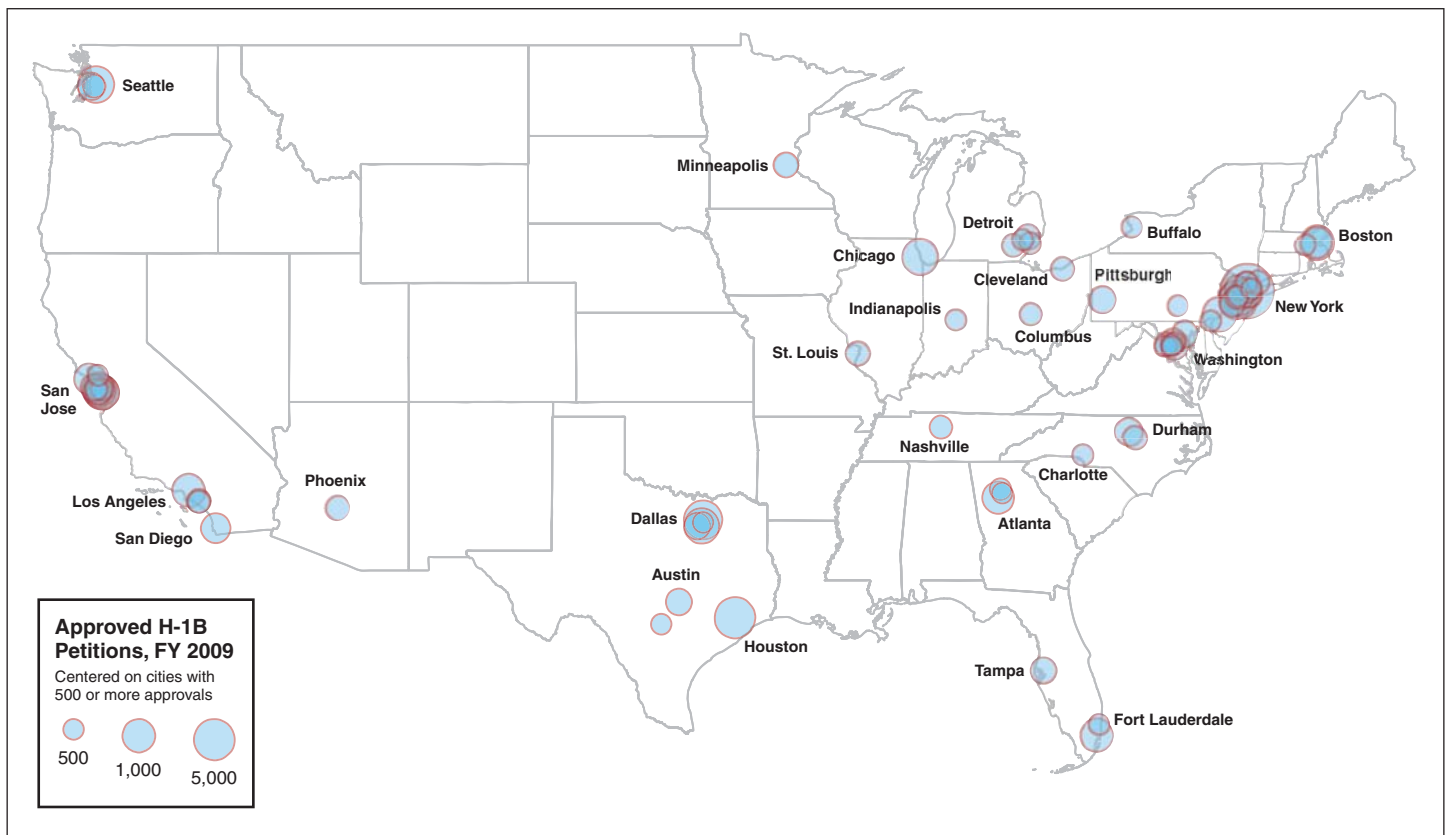 Seattle
Minneapolis
Detroit
Buffalo
Boston
Chicago
Cleveland
Pittsburgh
Indianapolis
New York
Columbus
St. Louis
Washington
San
Jose
Nashville
Durham
Charlotte
Phoenix
Los Angeles
Dallas
Atlanta
San Diego
Austin
Houston
Tampa
Fort Lauderdale
Approved H-1B
Petitions, FY 2009
Centered on cities with
500 or more approvals
500
1,000
5,000